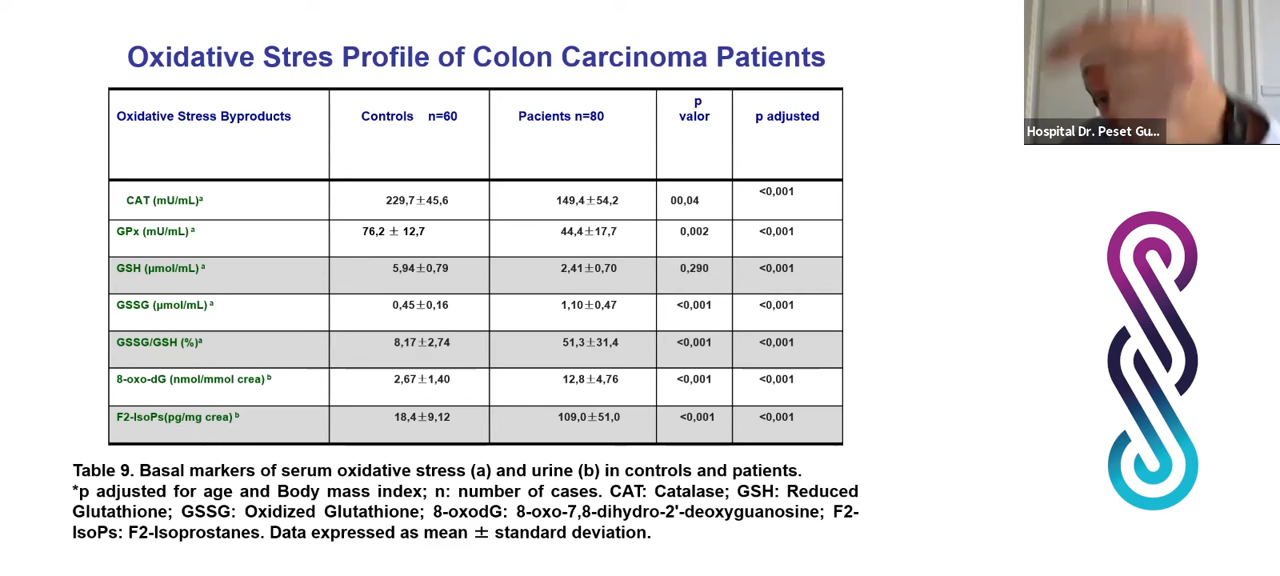 Oxidative Stres Profile of Colon Carcinoma Patients
Hospital Dr. Peset Gu...
Oxidative Stress Byproducts Controls n=60 Pacients n=80 p valor p adjusted
CAT (mU/mL)ᵃ 229,7±45,6 149,4±54,2 00,04 <0,001
GPx (mU/mL) ᵃ 76,2 ± 12,7 44,4±17,7 0,002 <0,001
GSH (µmol/mL) ᵃ 5,94±0,79 2,41±0,70 0,290 <0,001
GSSG (µmol/mL) ᵃ 0,45±0,16 1,10±0,47 <0,001 <0,001
GSSG/GSH (%)ᵃ 8,17±2,74 51,3±31,4 <0,001 <0,001
8-oxo-dG (nmol/mmol crea) ᵇ 2,67±1,40 12,8±4,76 <0,001 <0,001
F2-IsoPs(pg/mg crea) ᵇ 18,4±9,12 109,0±51,0 <0,001 <0,001
Table 9. Basal markers of serum oxidative stress (a) and urine (b) in controls and patients.
*p adjusted for age and Body mass index; n: number of cases. CAT: Catalase; GSH: Reduced
Glutathione; GSSG: Oxidized Glutathione; 8-oxodG: 8-oxo-7,8-dihydro-2'-deoxyguanosine; F2-
IsoPs: F2-Isoprostanes. Data expressed as mean ± standard deviation.